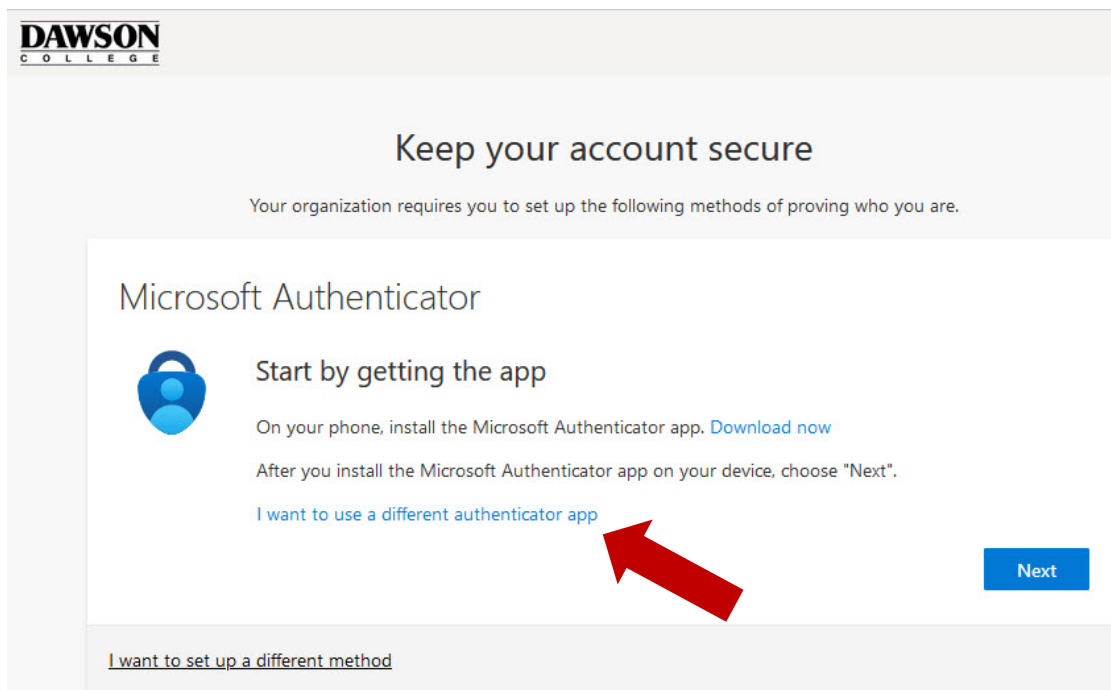 DAWSON
COLLEGE
Keep your account secure
Your organization requires you to set up the following methods of proving who you are.
Microsoft Authenticator
Start by getting the app
On your phone, install the Microsoft Authenticator app. Download now
After you install the Microsoft Authenticator app on your device, choose "Next".
I want to use a different authenticator app
Next
I want to set up a different method